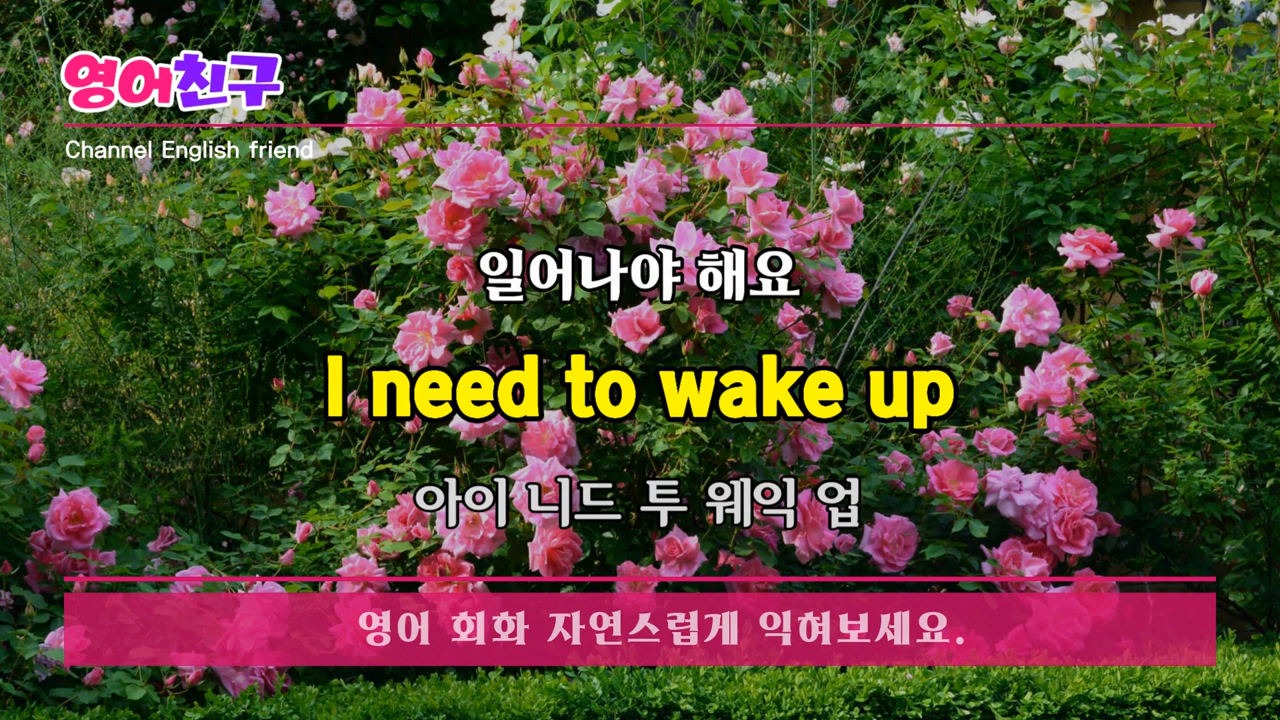 영어친구
Channel English friend
일어나야 해요
I need to wake up
아이 니드 투 웨익 업
영어 회화 자연스럽게 익혀보세요.